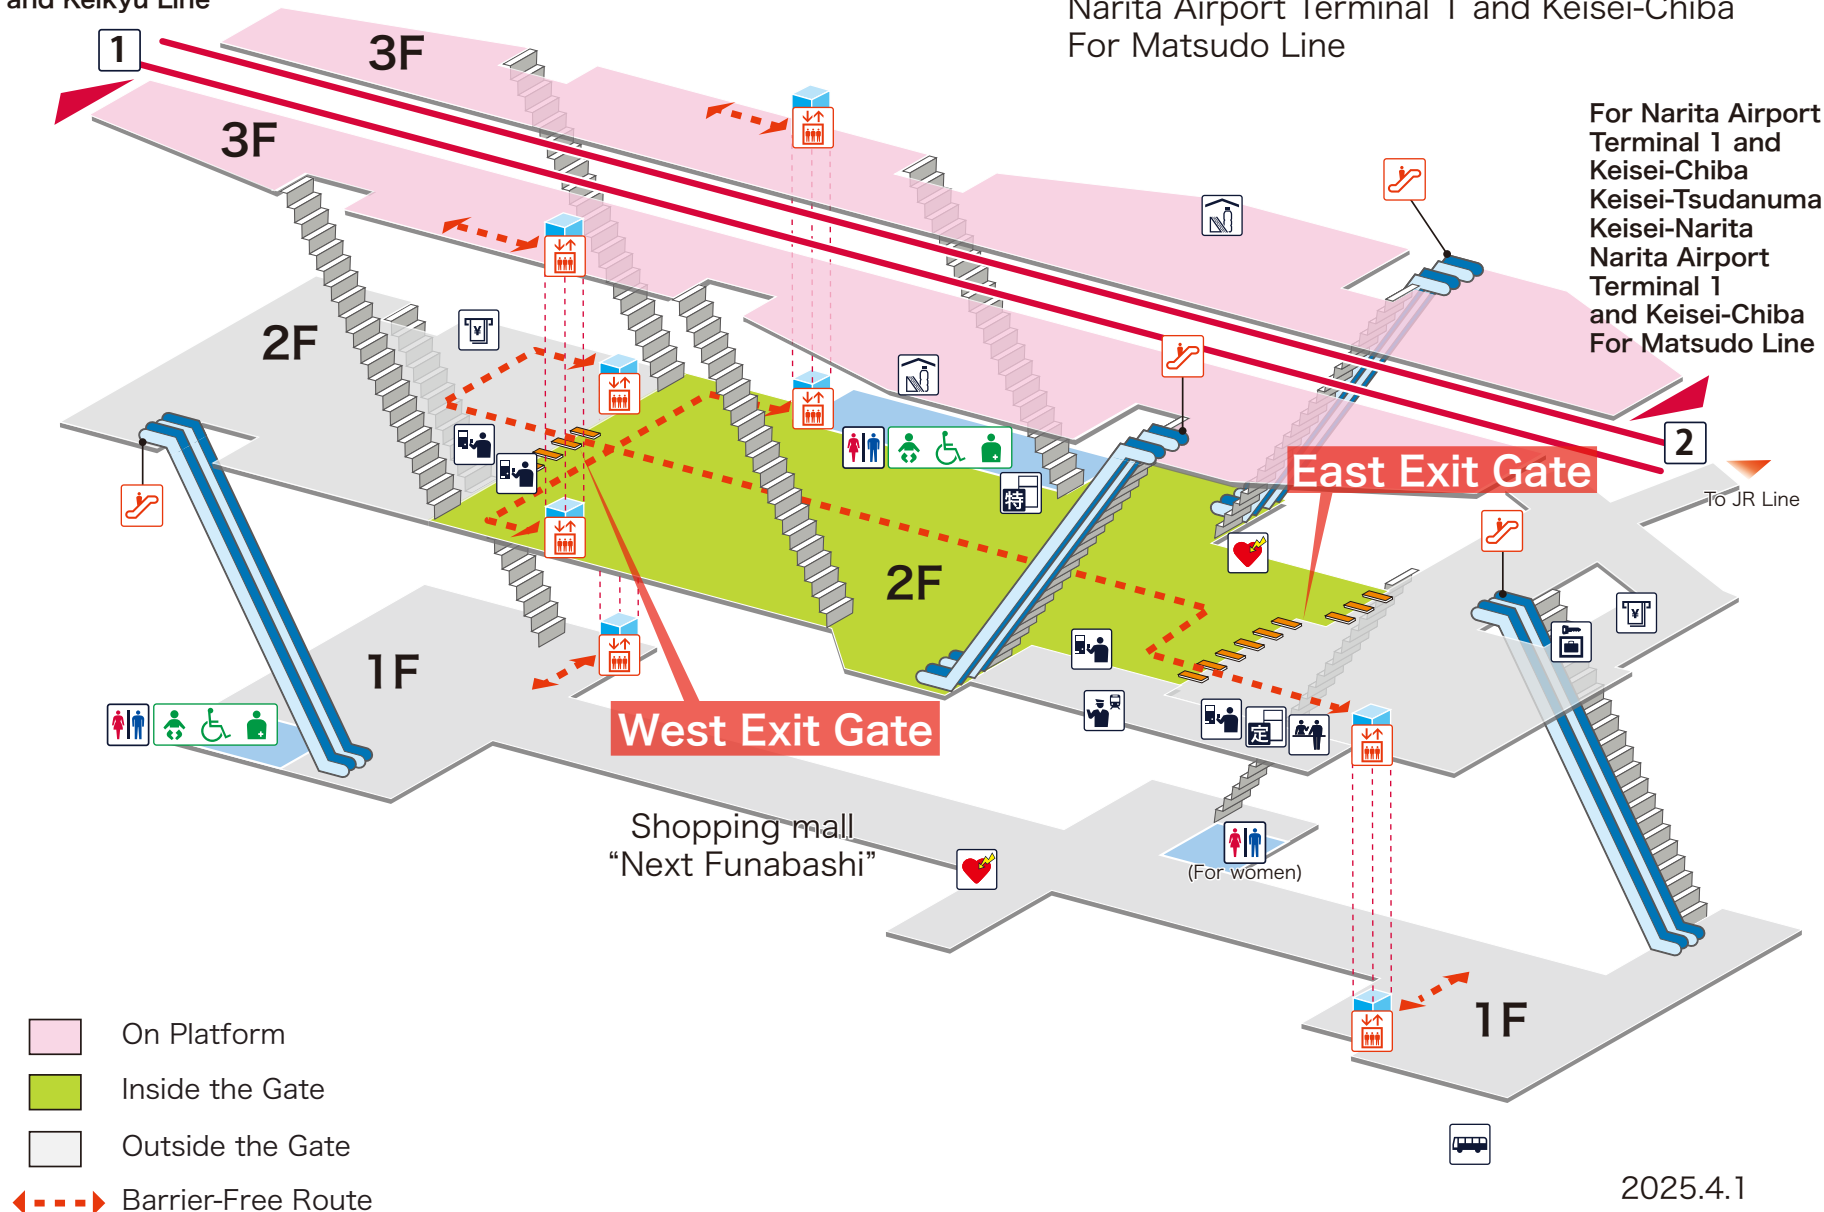 and Keikyu Line
Narita Airport Terminal 1 and Keisei-Chiba
For Matsudo Line
1
3F
3F
For Narita Airport
Terminal 1 and
Keisei-Chiba
Keisei-Tsudanuma
Keisei-Narita
Narita Airport
Terminal 1
and Keisei-Chiba
For Matsudo Line
2F
¥
2
East Exit Gate
To JR Line
特
2F
¥
1F
West Exit Gate
定
Shopping mall
“Next Funabashi”
(For women)
1F
On Platform
Inside the Gate
Outside the Gate
Barrier-Free Route
2025.4.1